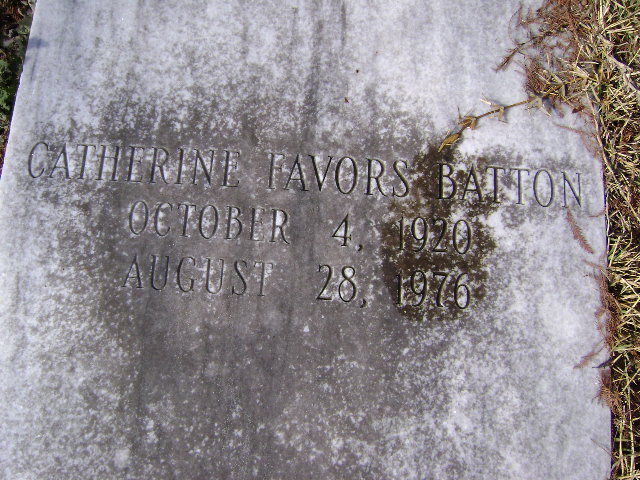 CATHERINE FAVORS BATTON
OCTOBER 4, 1920
AUGUST 28, 1976